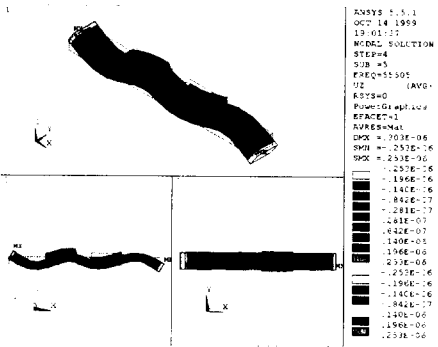 1
ANSYS 5.5.1
OCT 14 1999
19:01:37
NODAL SOLUTION
STEP=4
SUB =5
FREQ=55505
UZ (AVG·
RSYS=0
PowerGraphics
EFACET=1
AVRES=Mat
DMX =.203E-06
SMN =-.253E-06
SMX =.253E-06
-.253E-06
-.196E-06
-.140E-06
-.842E-07
-.281E-07
.281E-07
.842E-07
.140E-06
.196E-06
.253E-06
-.253E-06
-.196E-06
-.140E-06
-.842E-07
.140E-06
.196E-06
.253E-06
Y
X
MX
X
Y
X